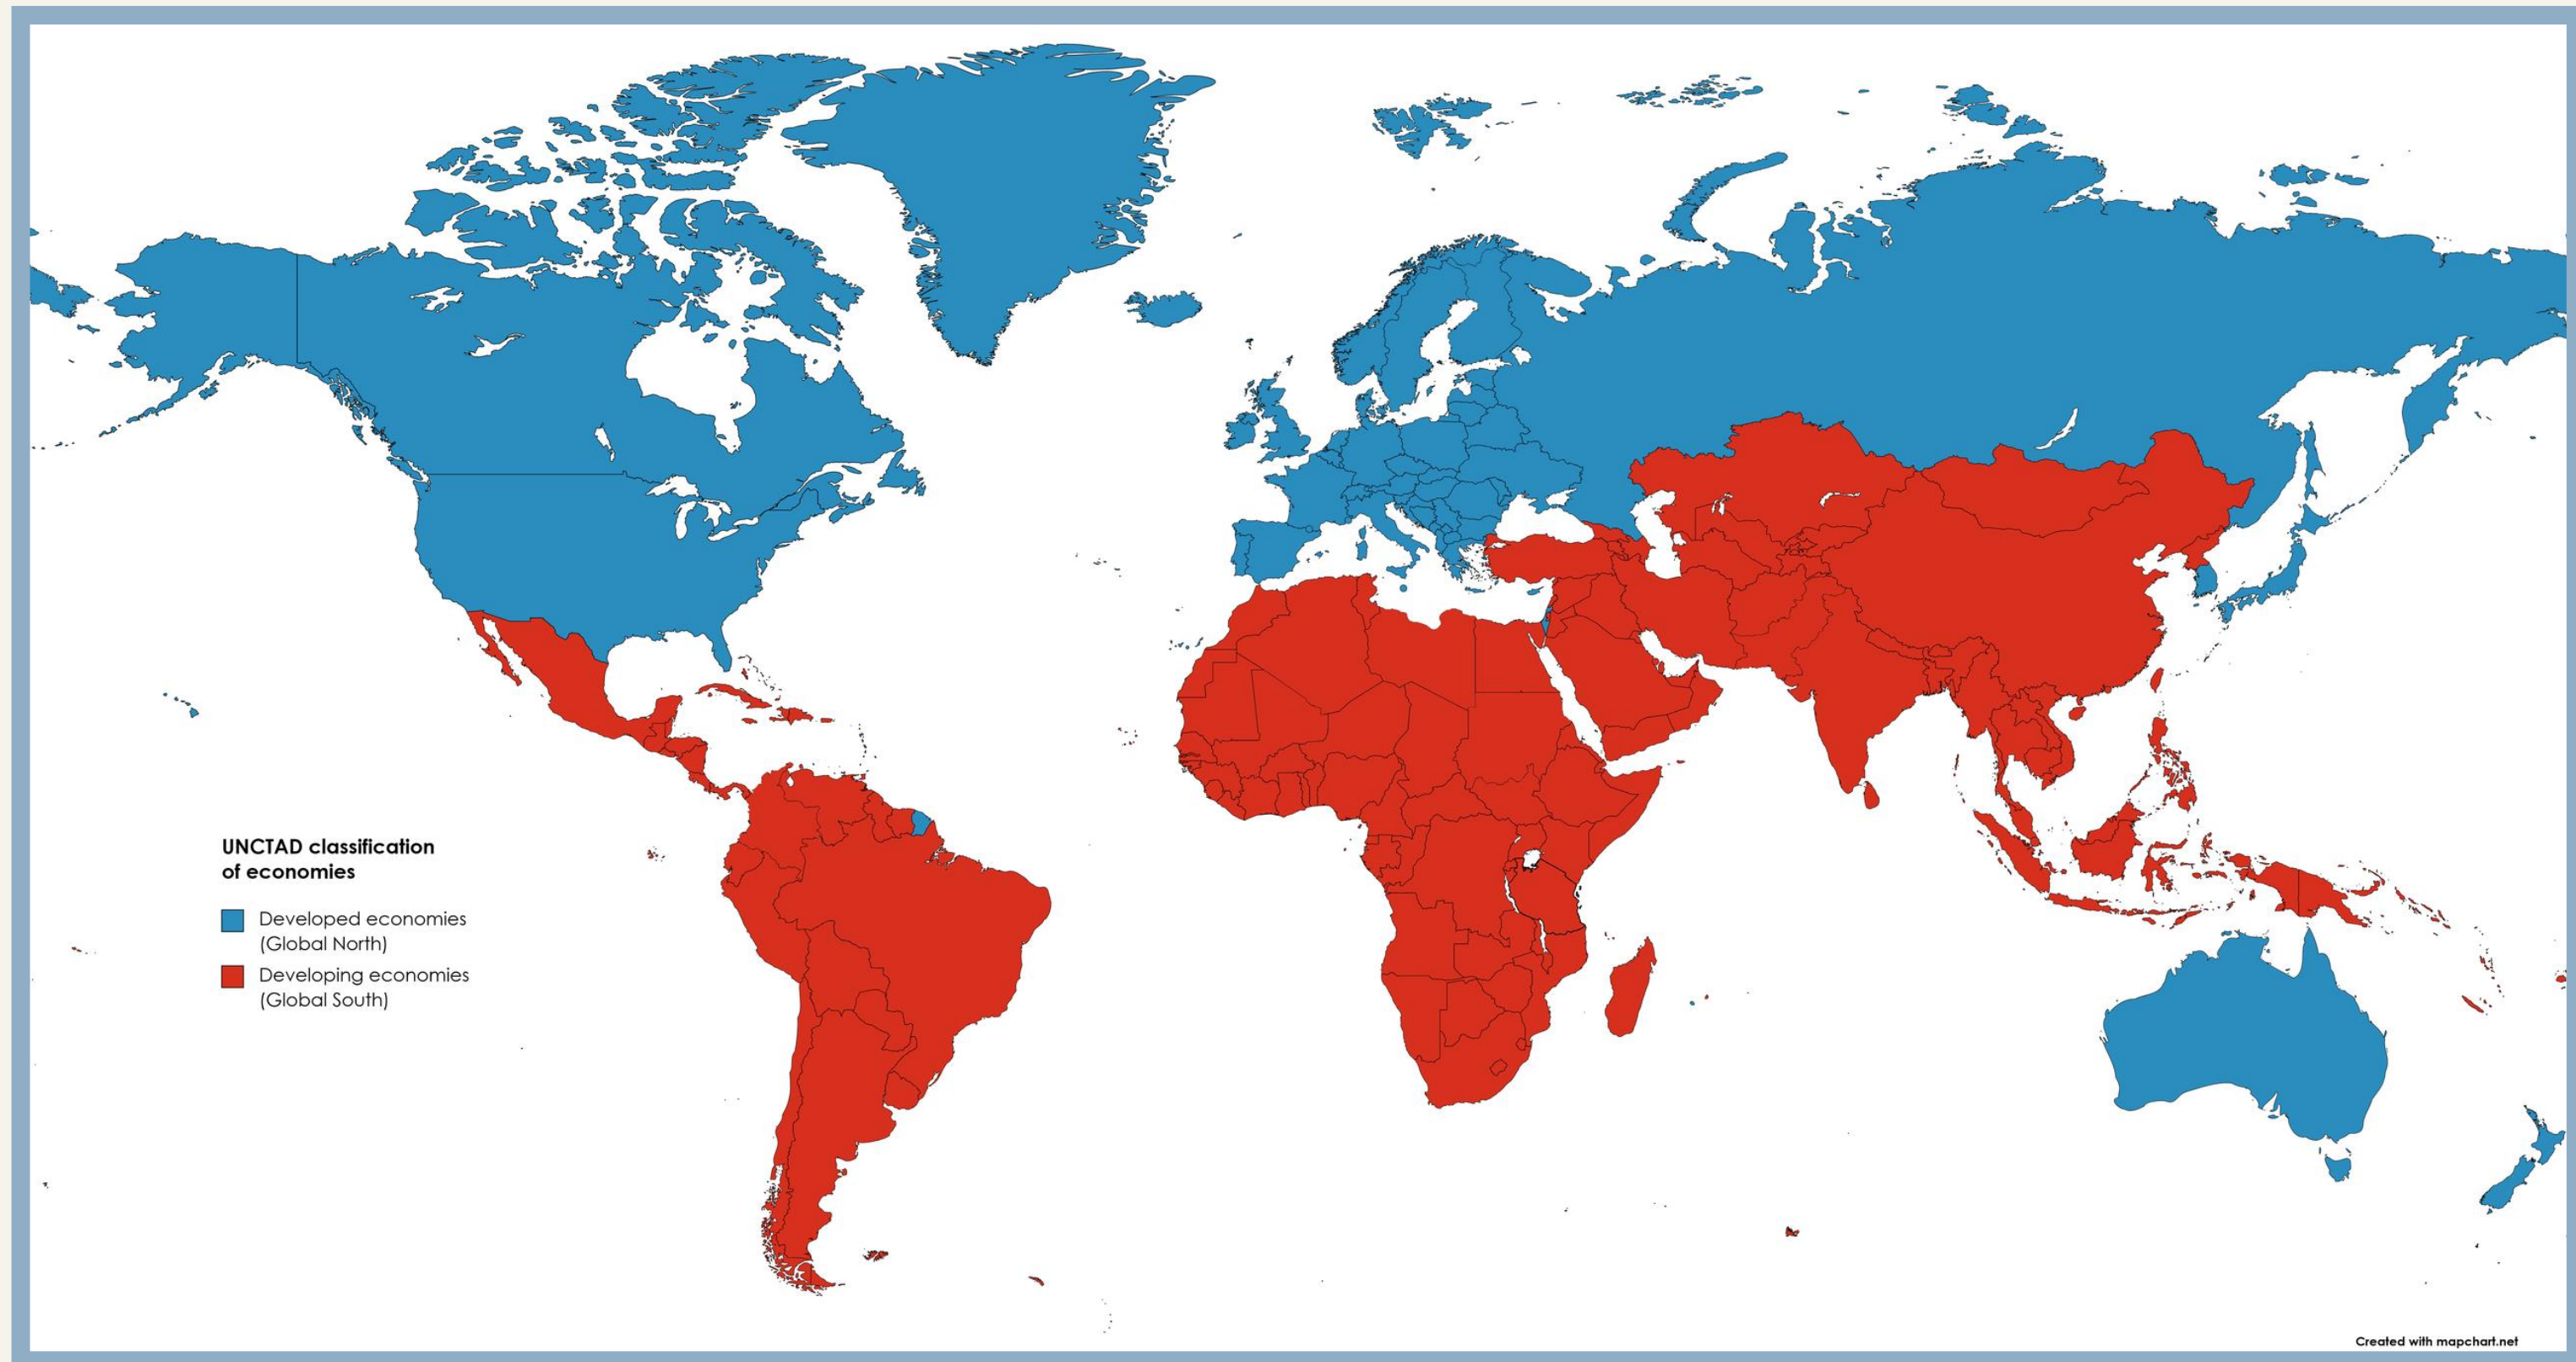 UNCTAD classification
of economies
Developed economies
(Global North)
Developing economies
(Global South)
Created with mapchart.net